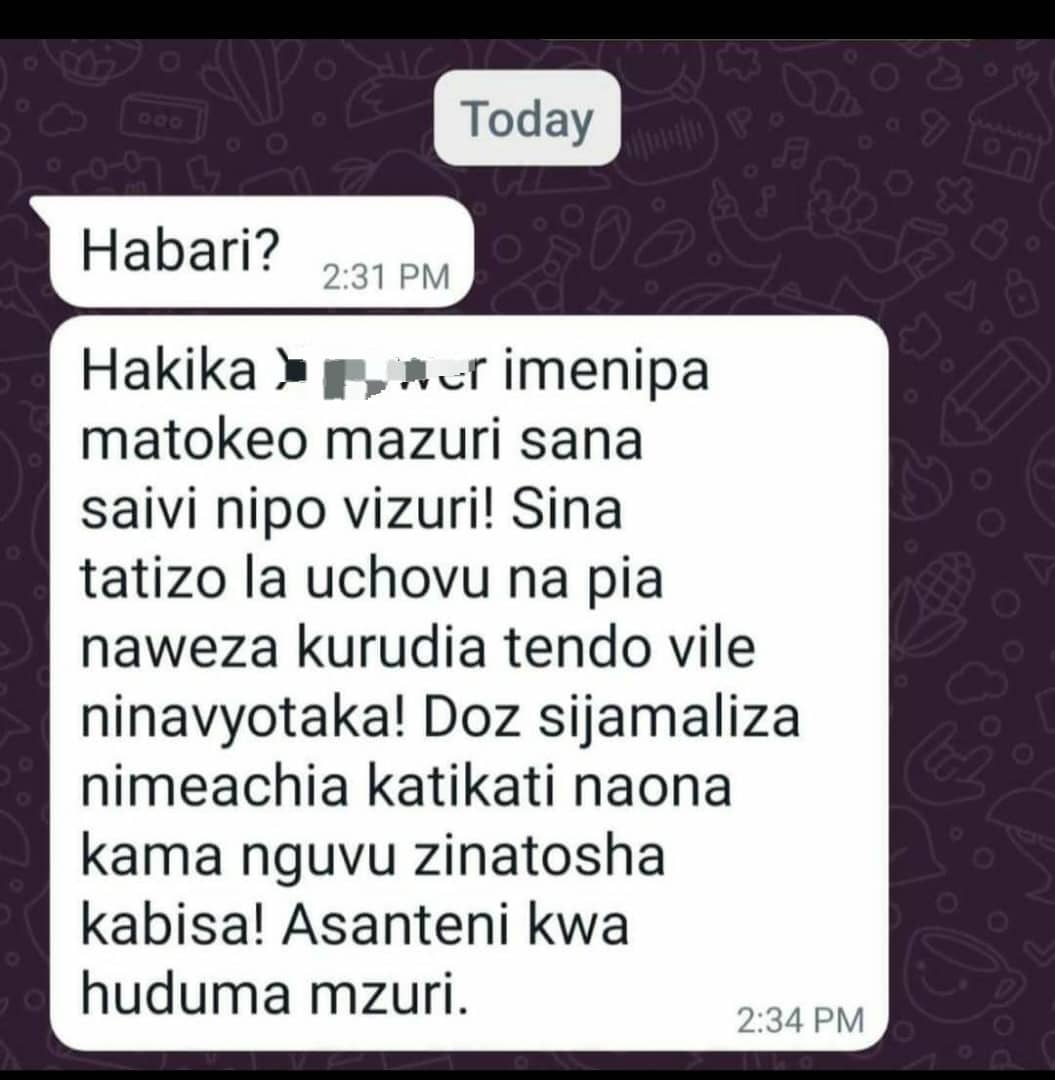 Today
Habari?
2:31 PM
Hakika imenipa
matokeo mazuri sana
saivi nipo vizuri! Sina
tatizo la uchovu na pia
naweza kurudia tendo vile
ninavyotaka! Doz sijamaliza
nimeachia katikati naona
kama nguvu zinatosha
kabisa! Asanteni kwa
huduma mzuri.
2:34 PM